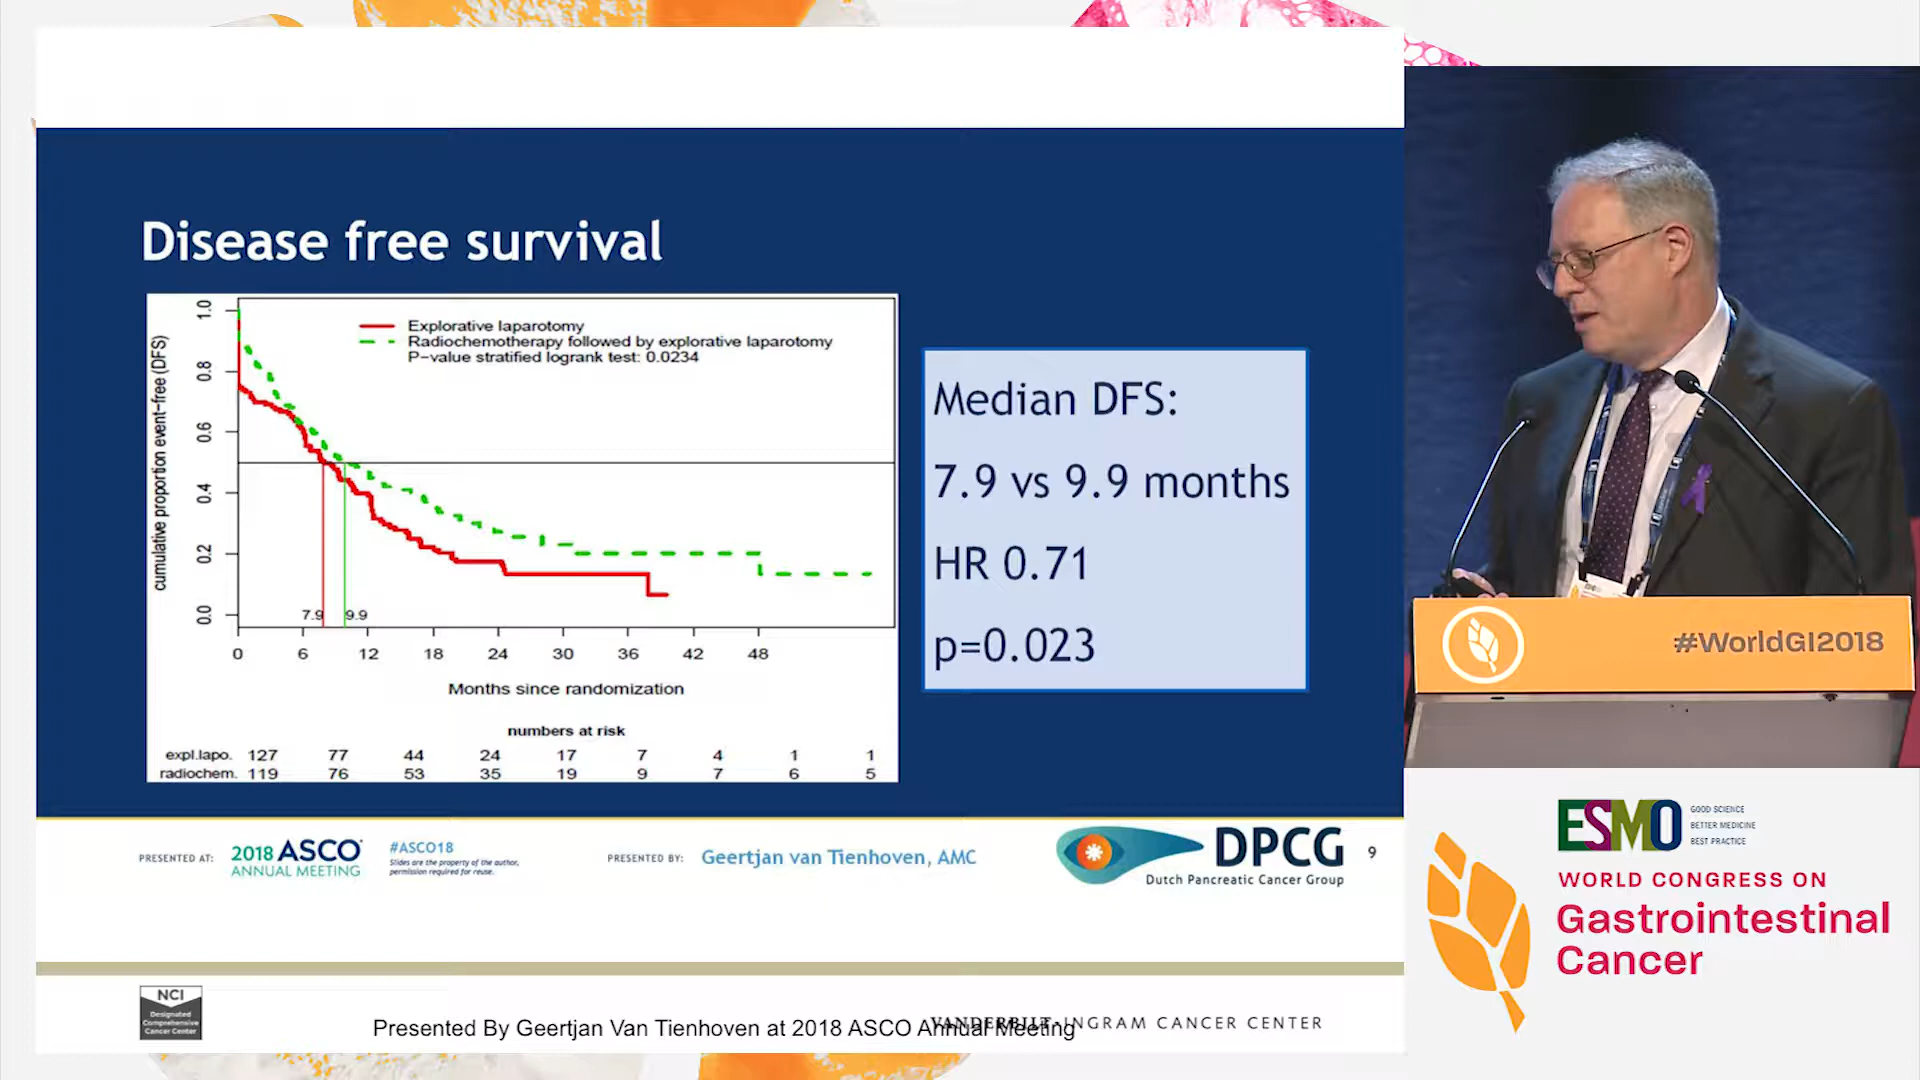 Disease free survival
cumulative proportion event-free (DFS)
1.0
0.8
0.6
0.4
0.2
0.0
Explorative laparotomy
Radiochemotherapy followed by explorative laparotomy
P-value stratified logrank test: 0.0234
7.9 9.9
0 6 12 18 24 30 36 42 48
Months since randomization
numbers at risk
expl.lapo. 127 77 44 24 17 7 4 1 1
radiochem. 119 76 53 35 19 9 7 6 5
Median DFS:
7.9 vs 9.9 months
HR 0.71
p=0.023
PRESENTED AT:
2018 ASCO
ANNUAL MEETING
#ASCO18
Slides are the property of the author,
permission required for reuse.
PRESENTED BY:
Geertjan van Tienhoven, AMC
DPCG
Dutch Pancreatic Cancer Group
9
NCI
Designated
Comprehensive
Cancer Center
Presented By Geertjan Van Tienhoven at 2018 ASCO Annual Meeting
VANDERBILT-INGRAM CANCER CENTER
#WorldGI2018
ESMO
GOOD SCIENCE
BETTER MEDICINE
BEST PRACTICE
WORLD CONGRESS ON
Gastrointestinal
Cancer